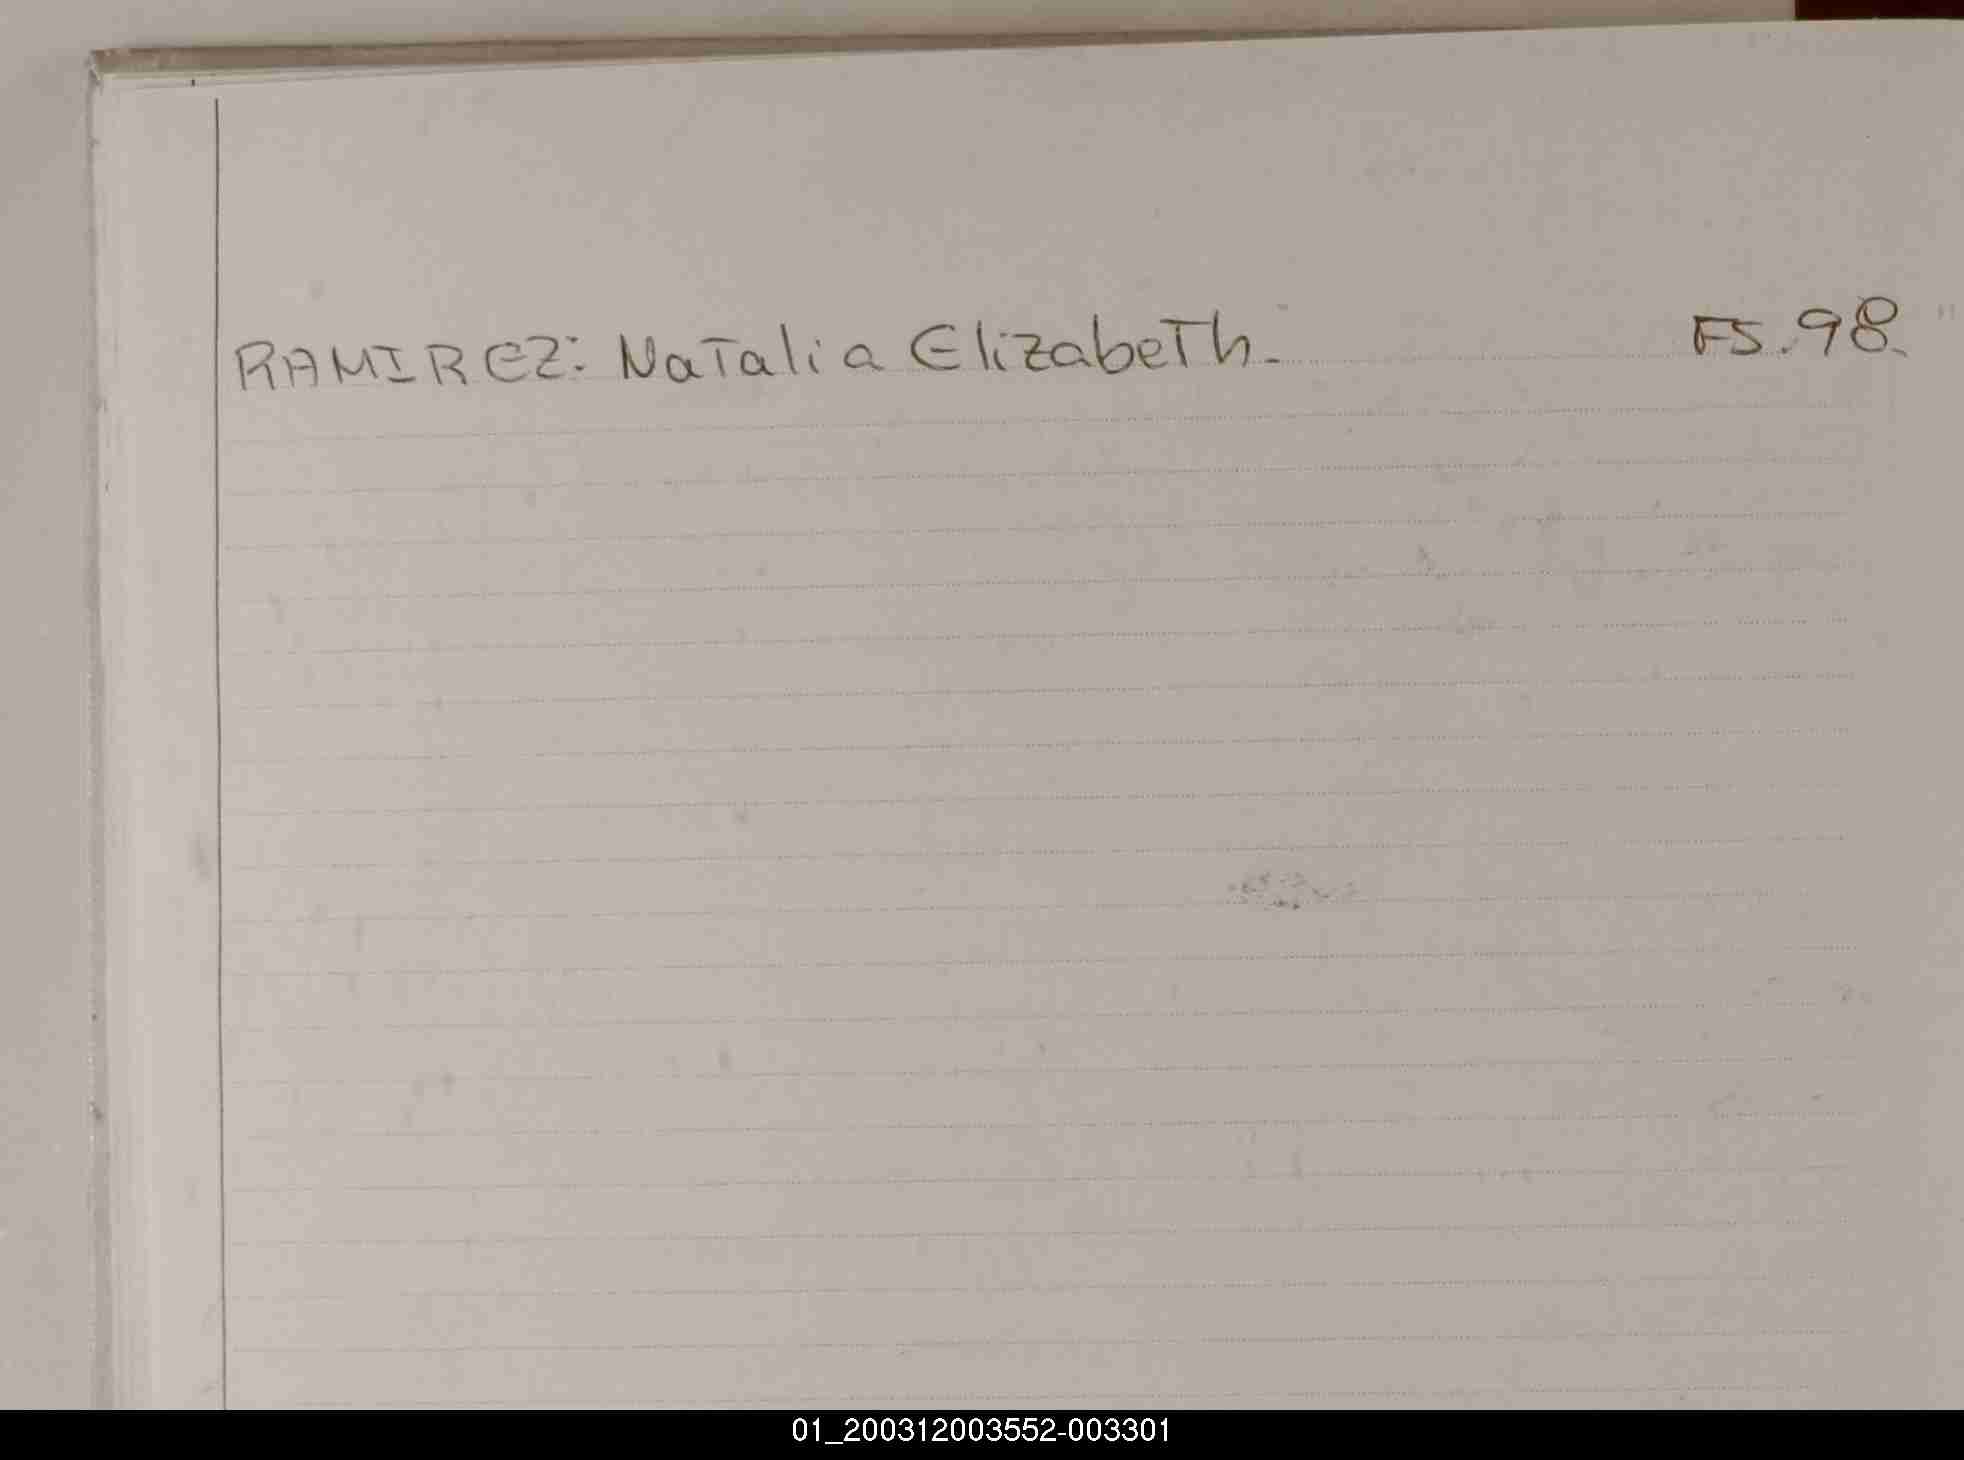 RAMIREZ: NaTalia ElizabeTh. FS. 98.
01_200312003552-003301